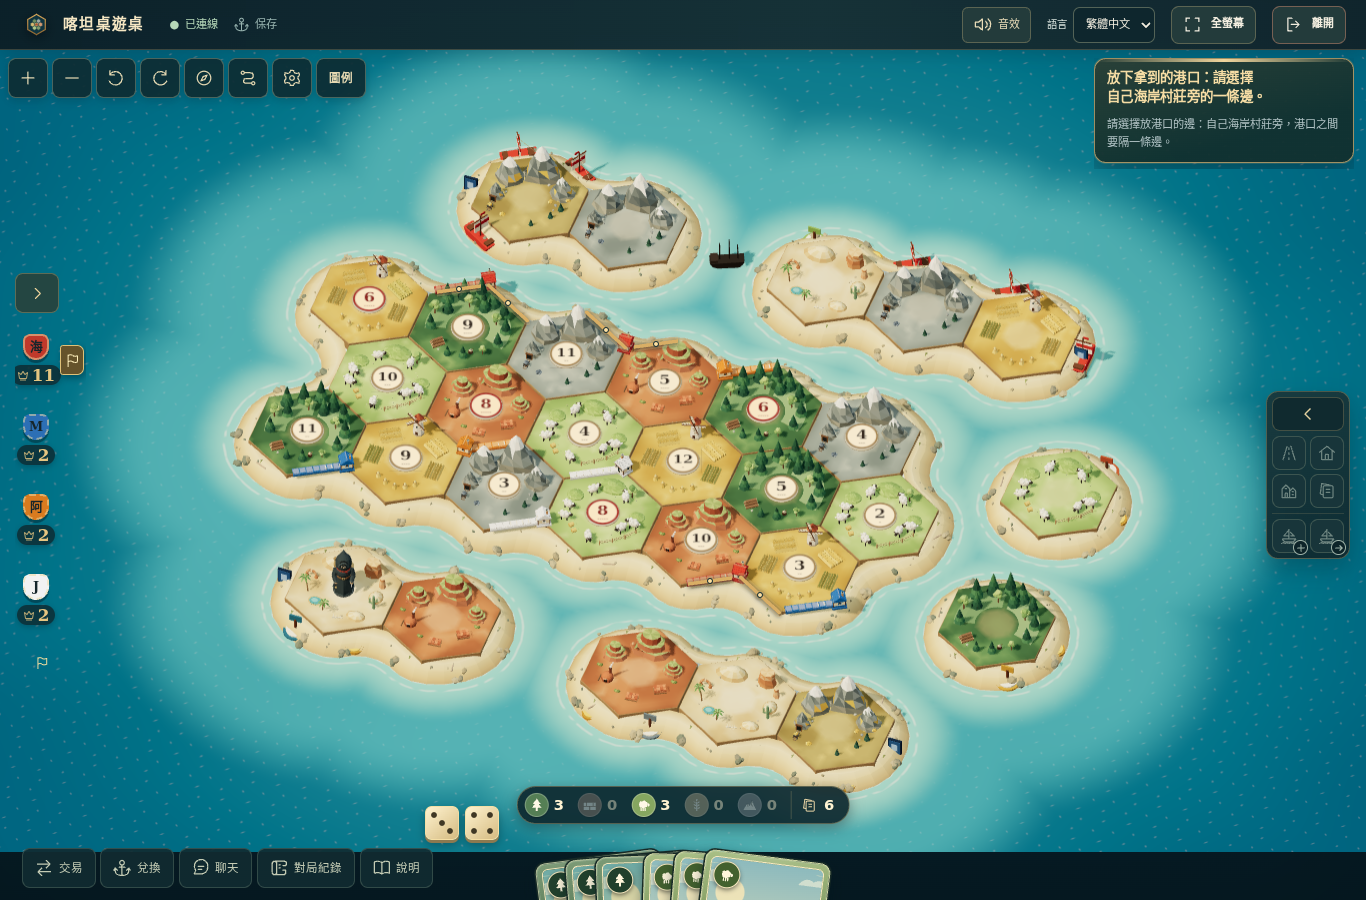 喀坦桌遊桌
已連線
保存
音效
語言
繁體中文
全螢幕
離開
圖例
放下拿到的港口：請選擇
自己海岸村莊旁的一條邊。
請選擇放港口的邊：自己海岸村莊旁，港口之間
要隔一條邊。
海
11
M
2
阿
2
J
2
6
9
11
5
10
8
6
11
4
4
9
12
3
5
8
2
10
3
3
0
3
0
0
6
交易
兌換
聊天
對局紀錄
說明